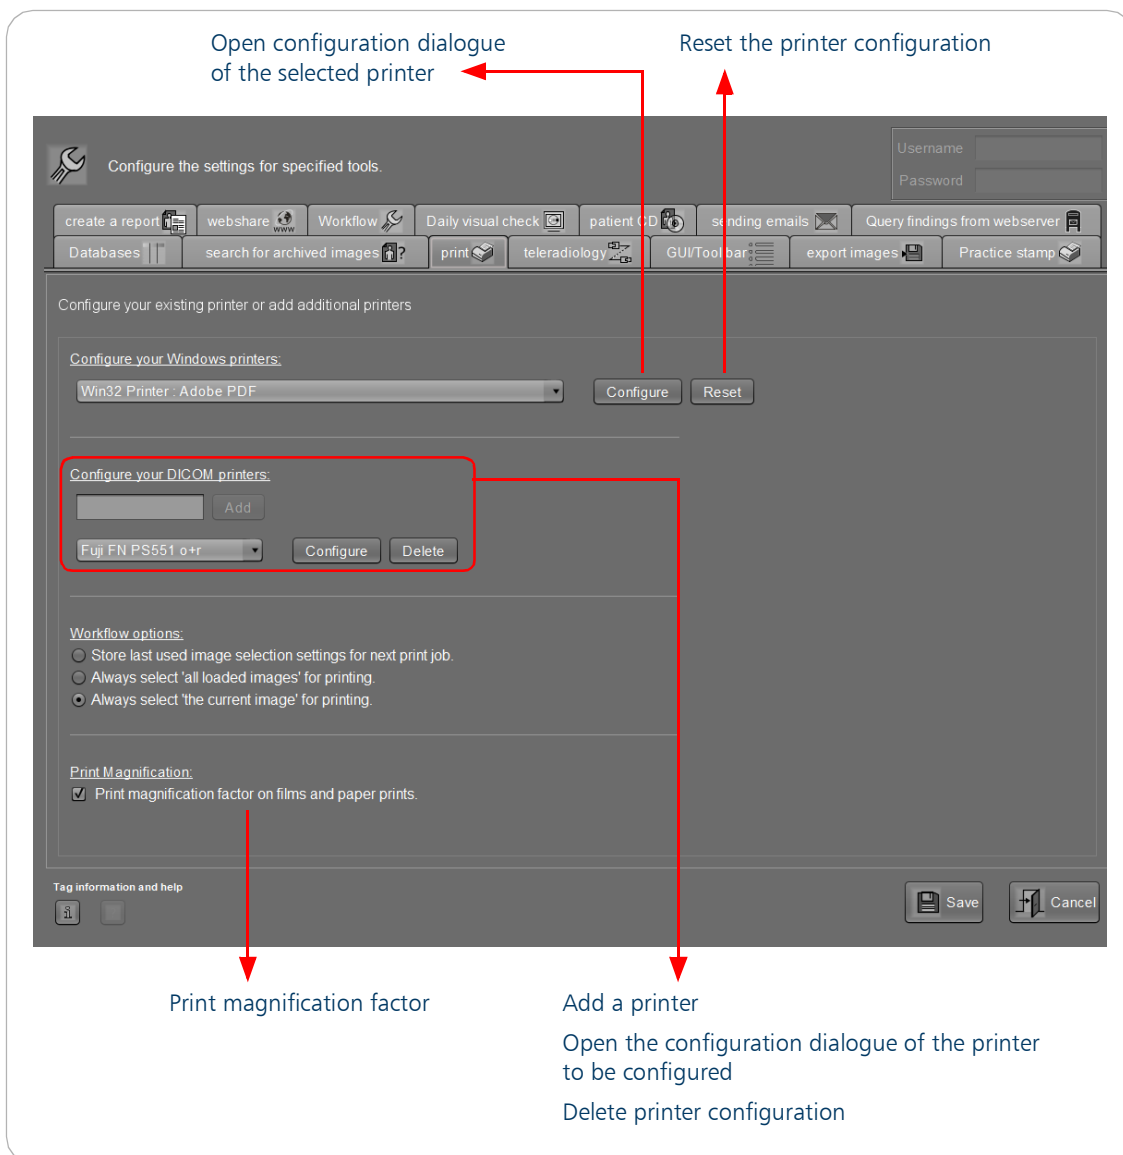 Open configuration dialogue
of the selected printer
Reset the printer configuration
Configure the settings for specified tools.
Username
Password
create a report
webshare
www
Workflow
Daily visual check
patient CD
sending emails
Query findings from webserver
Databases
search for archived images
?
print
teleradiology
GUI/Toolbar
export images
Practice stamp
Configure your existing printer or add additional printers
Configure your Windows printers:
Win32 Printer : Adobe PDF
Configure
Reset
Configure your DICOM printers:
Add
Fuji FN PS551 o+r
Configure
Delete
Workflow options:
Store last used image selection settings for next print job.
Always select 'all loaded images' for printing.
Always select 'the current image' for printing.
Print Magnification:
Print magnification factor on films and paper prints.
Tag information and help
i
Save
Cancel
Print magnification factor
Add a printer
Open the configuration dialogue of the printer
to be configured
Delete printer configuration